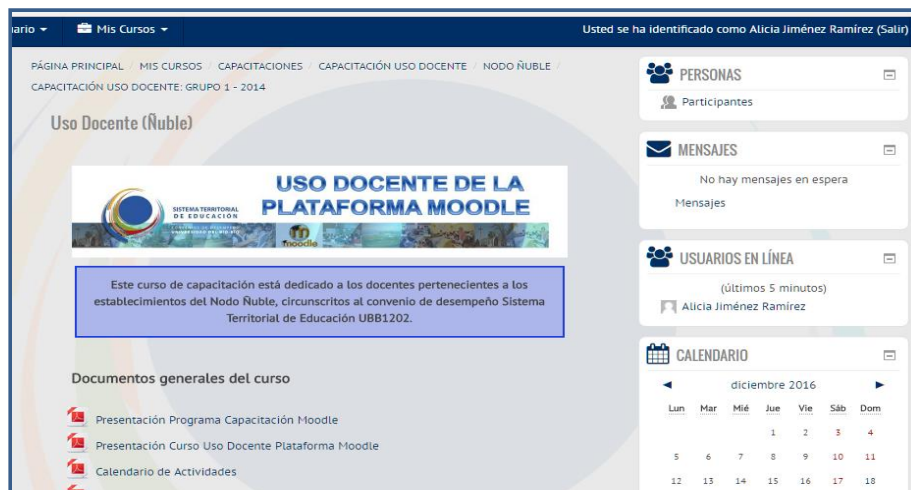 ario
Mis Cursos
Usted se ha identificado como Alicia Jiménez Ramírez (Salir)
PÁGINA PRINCIPAL / MIS CURSOS / CAPACITACIONES / CAPACITACIÓN USO DOCENTE / NODO ÑUBLE /
CAPACITACIÓN USO DOCENTE: GRUPO 1 - 2014
Uso Docente (Ñuble)
SISTEMA TERRITORIAL
DE EDUCACIÓN
USO DOCENTE DE LA
PLATAFORMA MOODLE
moodle
Este curso de capacitación está dedicado a los docentes pertenecientes a los
establecimientos del Nodo Ñuble, circunscritos al convenio de desempeño Sistema
Territorial de Educación UBB1202.
Documentos generales del curso
Presentación Programa Capacitación Moodle
Presentación Curso Uso Docente Plataforma Moodle
Calendario de Actividades
PERSONAS
Participantes
MENSAJES
No hay mensajes en espera
Mensajes
USUARIOS EN LÍNEA
(últimos 5 minutos)
Alicia Jiménez Ramírez
CALENDARIO
diciembre 2016
Lun Mar Mié Jue Vie Sáb Dom
1 2 3 4
5 6 7 8 9 10 11
12 13 14 15 16 17 18